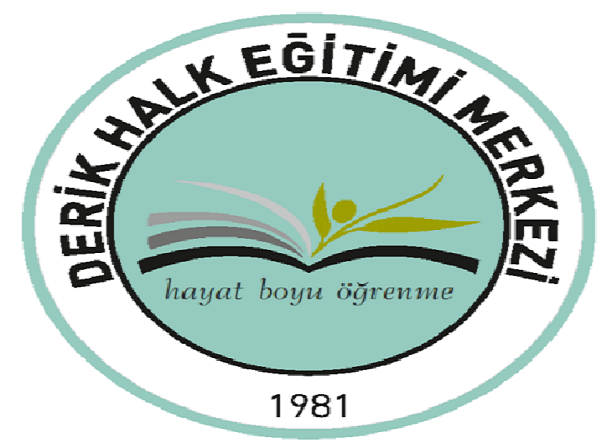 DERİK HALK EĞİTİMİ MERKEZİ
hayat boyu öğrenme
1981